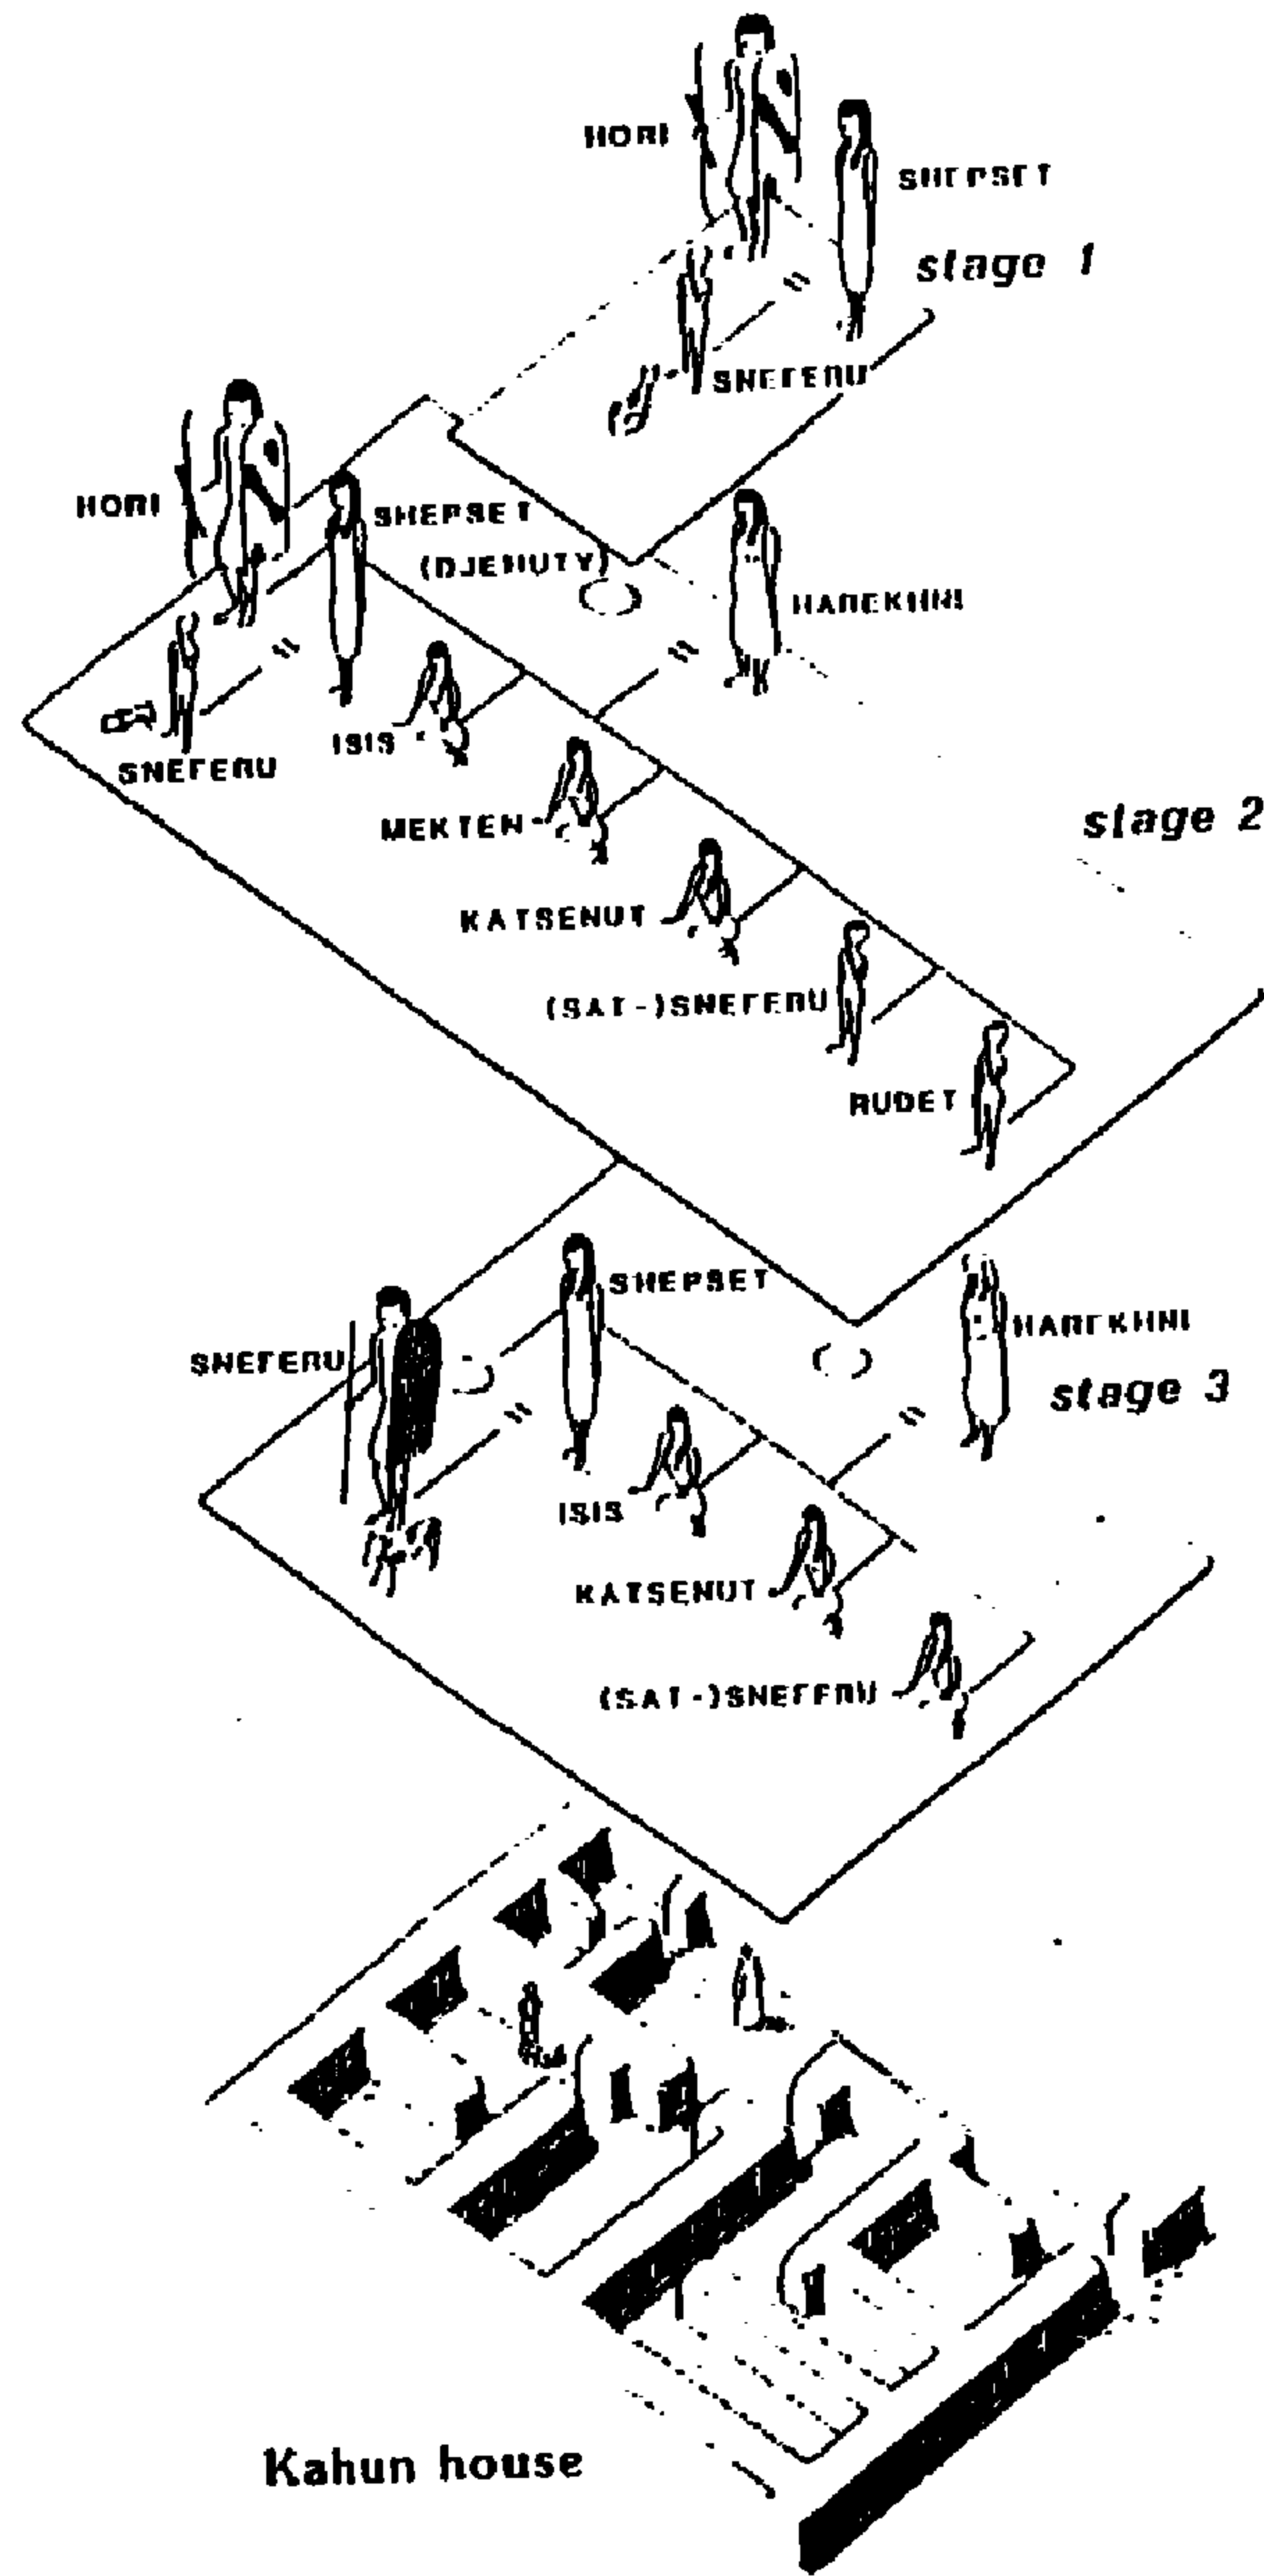 HORI
SHEPSET
stage 1
SNEFERU
HORI
SHEPSET
(DJEHUTY)
HAREKHNI
SNEFERU
ISIS
MEKTEN
stage 2
KATSENUT
(SAT-)SNEFERU
RUDET
SHEPSET
HAREKHNI
SNEFERU
stage 3
ISIS
KATSENUT
(SAT-)SNEFERU
Kahun house